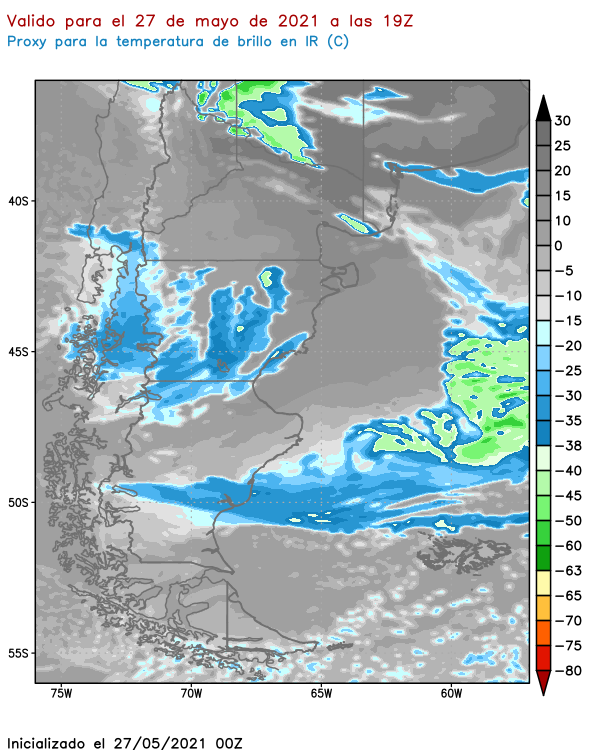 Valido para el 27 de mayo de 2021 a las 19Z
Proxy para la temperatura de brillo en IR (C)
30
25
20
15
10
0
−5
−10
−15
−20
−25
−30
−35
−38
−40
−45
−50
−60
−63
−65
−70
−75
−80
40S
45S
50S
55S
75W 70W 65W 60W
Inicializado el 27/05/2021 00Z